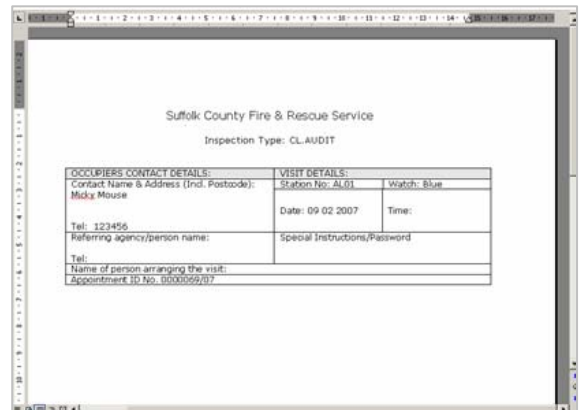 Suffolk County Fire & Rescue Service
Inspection Type: CL.AUDIT
OCCUPIERS CONTACT DETAILS:
VISIT DETAILS:
Contact Name & Address (Incl. Postcode):
Station No: AL01
Watch: Blue
Micky Mouse
Date: 09 02 2007
Time:
Tel: 123456
Referring agency/person name:
Special Instructions/Password
Tel:
Name of person arranging the visit:
Appointment ID No. 0000069/07